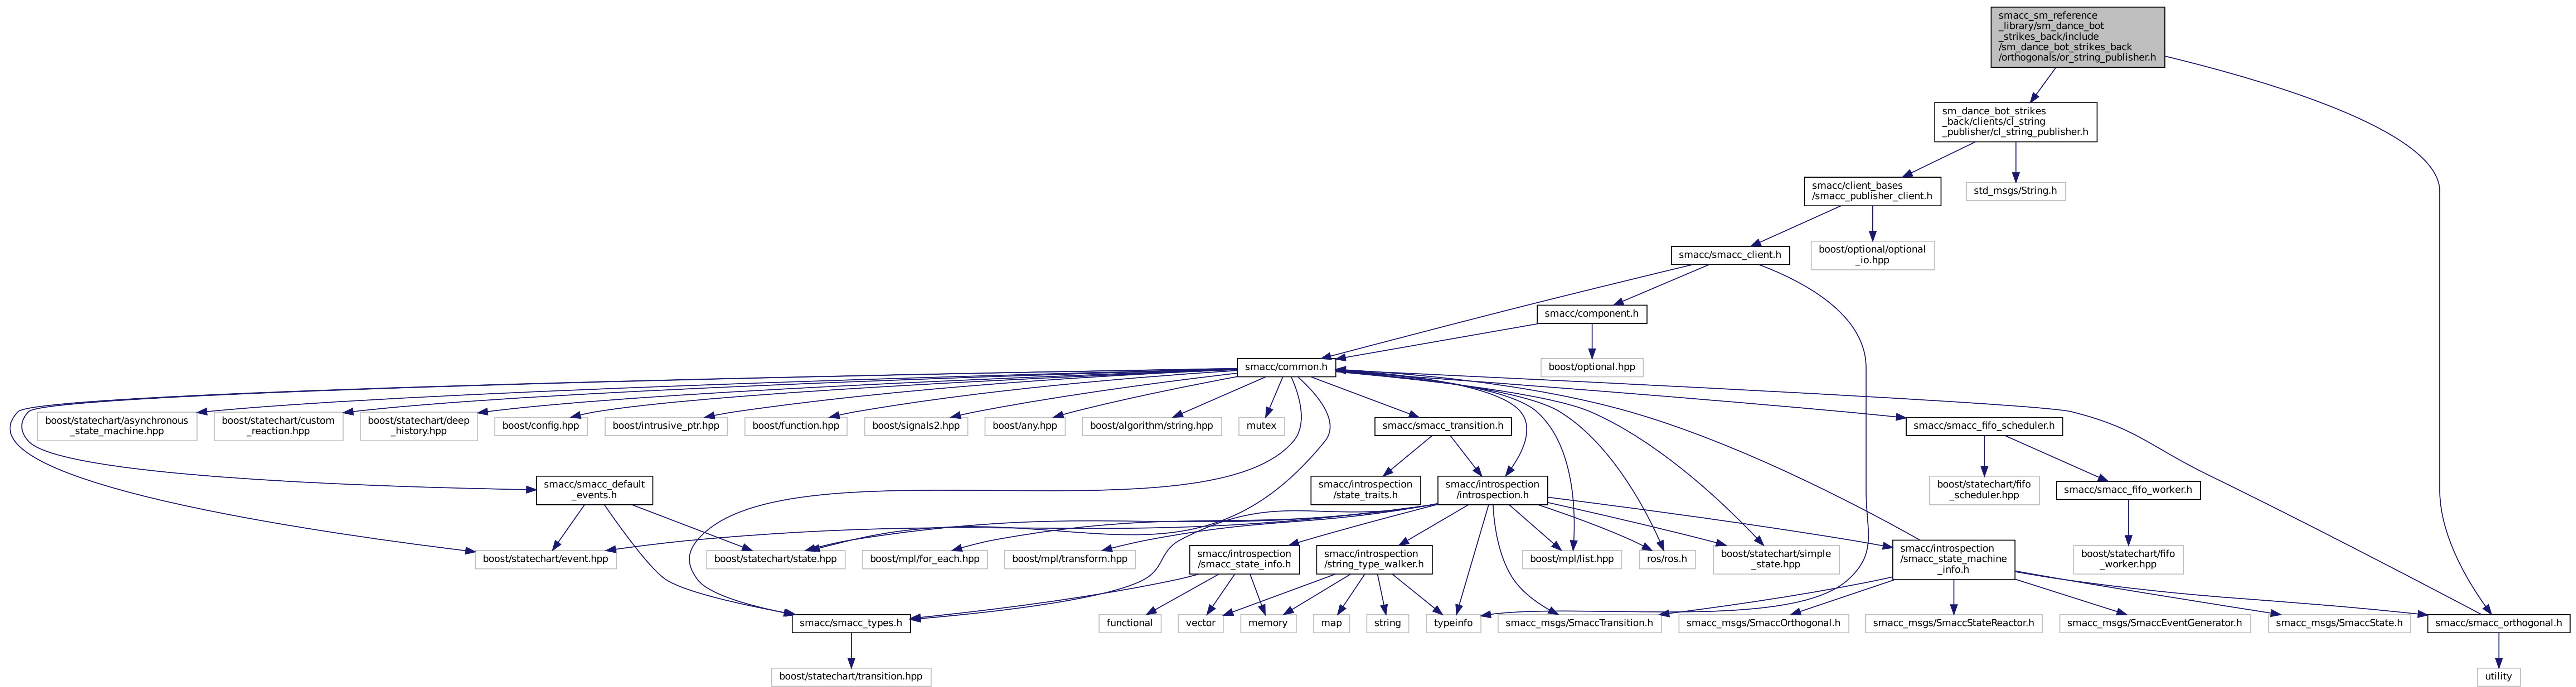 smacc_sm_reference
_library/sm_dance_bot
_strikes_back/include
/sm_dance_bot_strikes_back
/orthogonals/or_string_publisher.h
sm_dance_bot_strikes
_back/clients/cl_string
_publisher/cl_string_publisher.h
smacc/client_bases
/smacc_publisher_client.h
std_msgs/String.h
smacc/smacc_client.h
boost/optional/optional
_io.hpp
smacc/component.h
smacc/common.h
boost/optional.hpp
boost/statechart/asynchronous
_state_machine.hpp
boost/statechart/custom
_reaction.hpp
boost/statechart/deep
_history.hpp
boost/config.hpp
boost/intrusive_ptr.hpp
boost/function.hpp
boost/signals2.hpp
boost/any.hpp
boost/algorithm/string.hpp
mutex
smacc/smacc_transition.h
smacc/smacc_fifo_scheduler.h
smacc/smacc_default
_events.h
smacc/introspection
/state_traits.h
smacc/introspection
/introspection.h
boost/statechart/fifo
_scheduler.hpp
smacc/smacc_fifo_worker.h
boost/statechart/event.hpp
boost/statechart/state.hpp
boost/mpl/for_each.hpp
boost/mpl/transform.hpp
smacc/introspection
/smacc_state_info.h
smacc/introspection
/string_type_walker.h
boost/mpl/list.hpp
ros/ros.h
boost/statechart/simple
_state.hpp
smacc/introspection
/smacc_state_machine
_info.h
boost/statechart/fifo
_worker.hpp
smacc/smacc_types.h
functional
vector
memory
map
string
typeinfo
smacc_msgs/SmaccTransition.h
smacc_msgs/SmaccOrthogonal.h
smacc_msgs/SmaccStateReactor.h
smacc_msgs/SmaccEventGenerator.h
smacc_msgs/SmaccState.h
smacc/smacc_orthogonal.h
boost/statechart/transition.hpp
utility